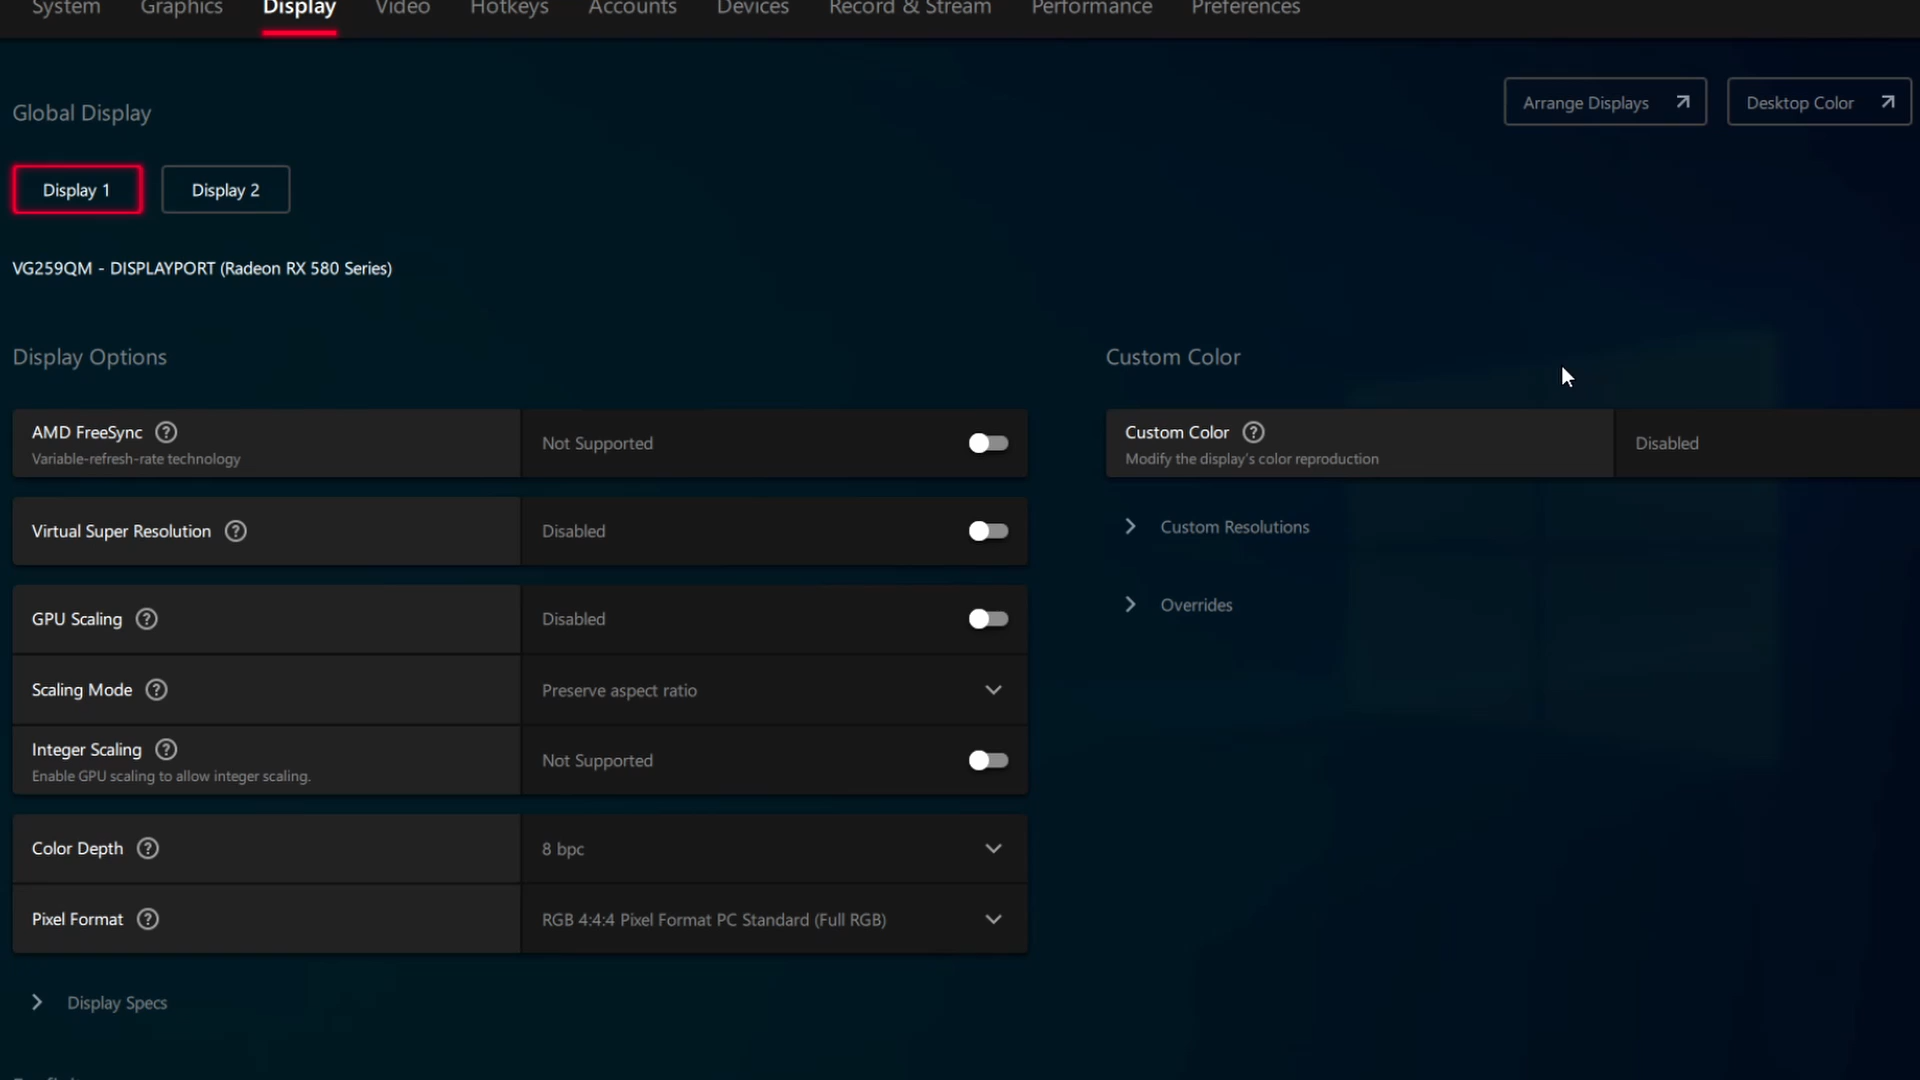 System Graphics Display Video Hotkeys Accounts Devices Record & Stream Performance Preferences
Global Display
Arrange Displays
Desktop Color
Display 1
Display 2
VG259QM - DISPLAYPORT (Radeon RX 580 Series)
Display Options
Custom Color
AMD FreeSync
Variable-refresh-rate technology
Not Supported
Custom Color
Modify the display's color reproduction
Disabled
Virtual Super Resolution
Disabled
Custom Resolutions
GPU Scaling
Disabled
Overrides
Scaling Mode
Preserve aspect ratio
Integer Scaling
Enable GPU scaling to allow integer scaling.
Not Supported
Color Depth
8 bpc
Pixel Format
RGB 4:4:4 Pixel Format PC Standard (Full RGB)
Display Specs